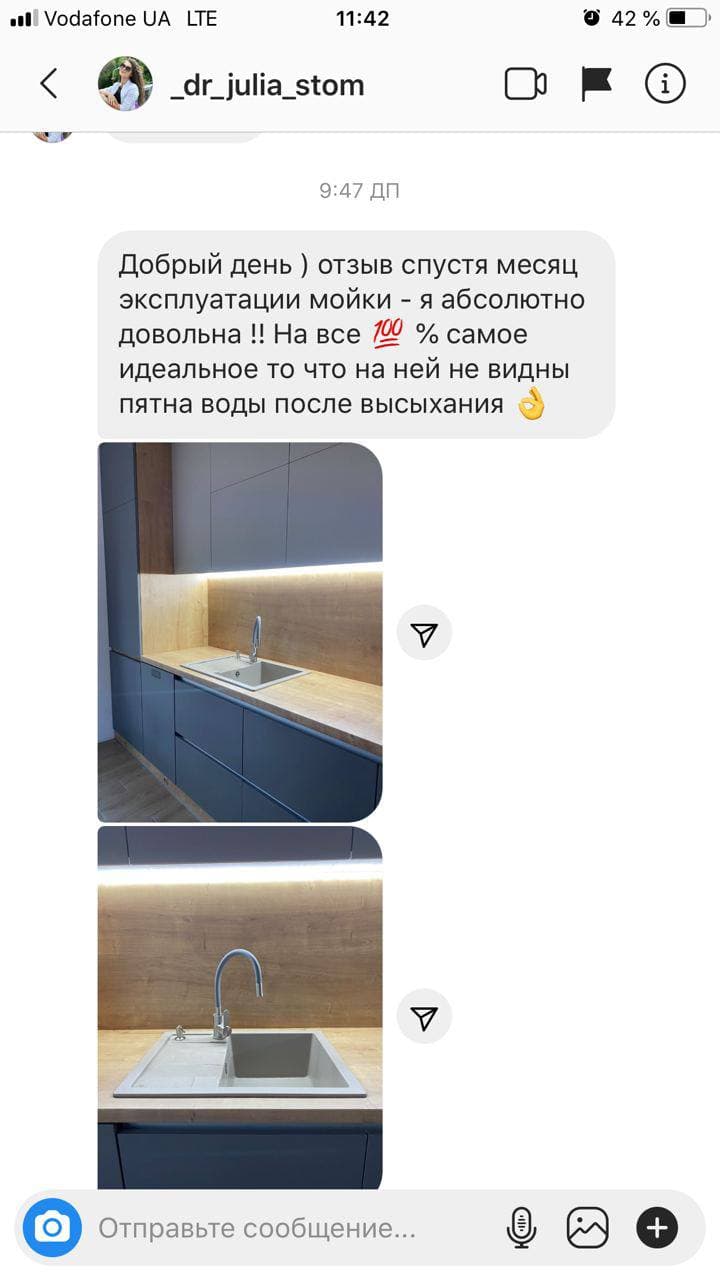 Vodafone UA LTE 11:42 42 %
_dr_julia_stom
9:47 ДП
Добрый день ) отзыв спустя месяц
эксплуатации мойки - я абсолютно
довольна !! На все 💯 % самое
идеальное то что на ней не видны
пятна воды после высыхания 👌
Отправьте сообщение...